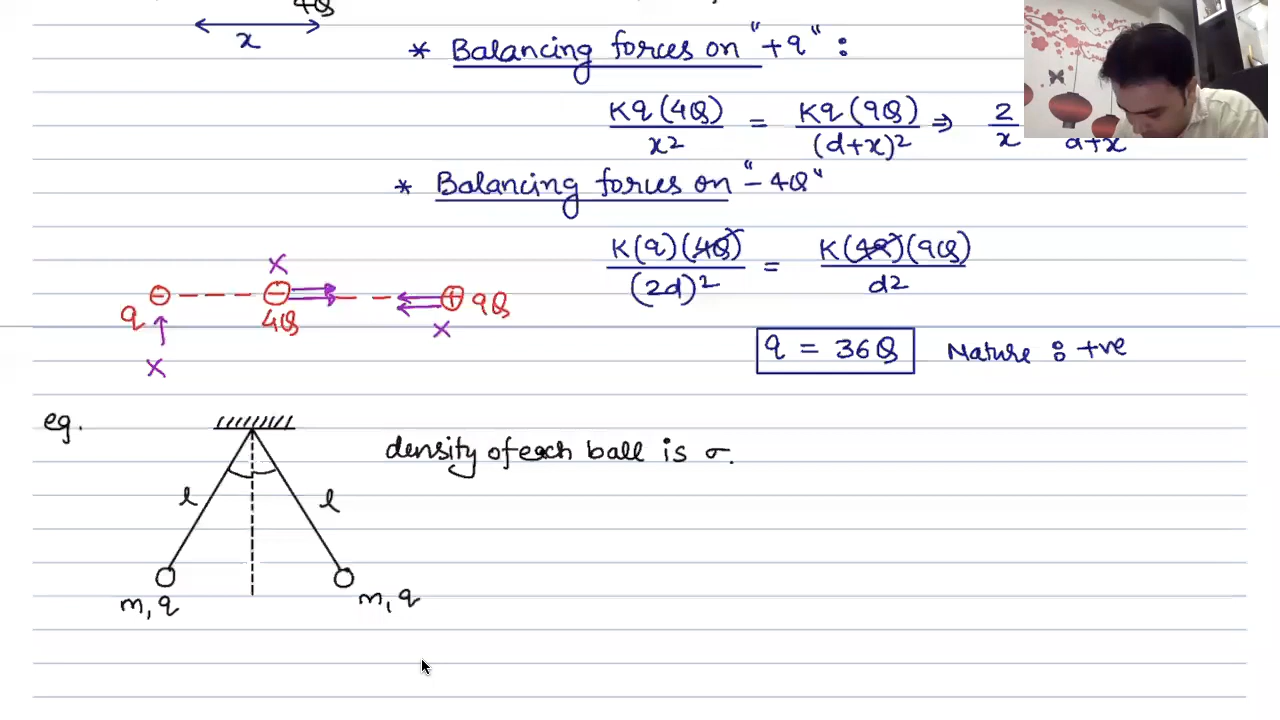 4Q
x
* Balancing forces on "+q" :
Kq(4Q)/x² = Kq(9Q)/(d+x)² ⇒ 2/x
d+x
* Balancing forces on "-4Q"
K(q)(4Q)/(2d)² = K(4Q)(9Q)/d²
x
q
4Q
9Q
x
x
q = 36Q Nature : +ve
eg.
density of each ball is σ.
l
l
m, q
m, q